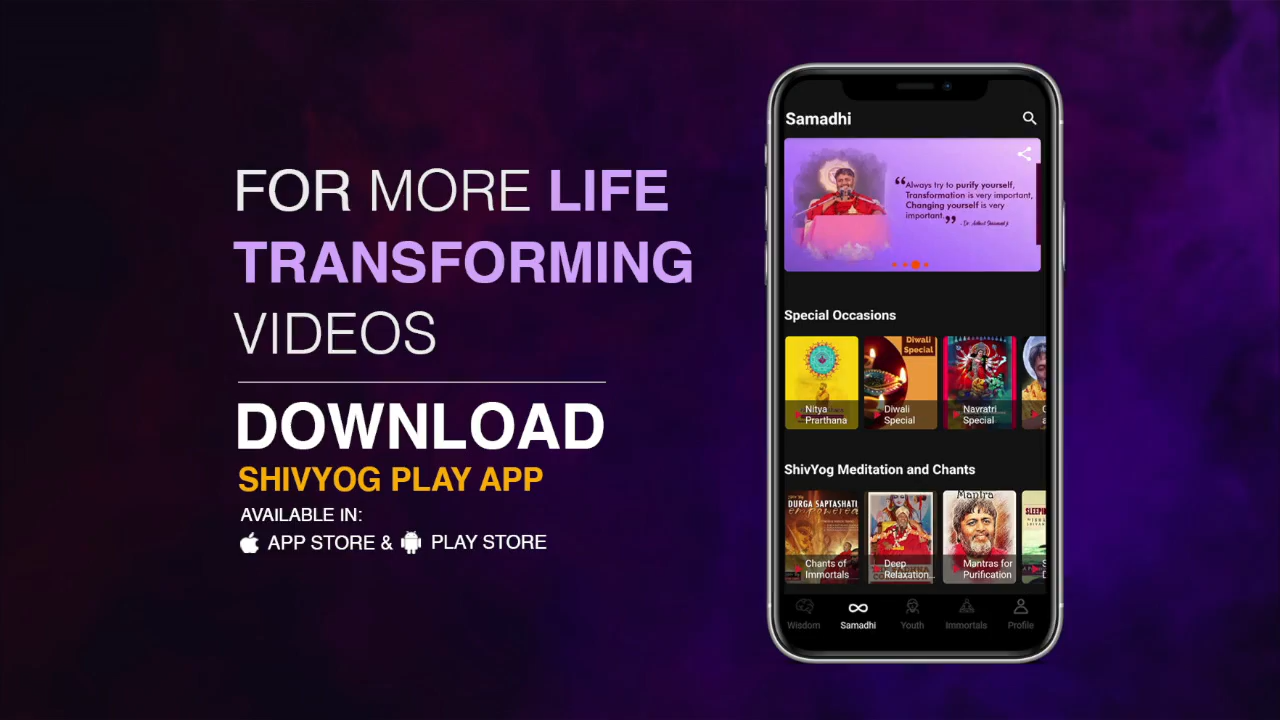 FOR MORE LIFE
TRANSFORMING
VIDEOS
DOWNLOAD
SHIVYOG PLAY APP
AVAILABLE IN:
APP STORE & PLAY STORE
Samadhi
“Always try to purify yourself,
Transformation is very important,
Changing yourself is very
important.”
Special Occasions
Diwali
Special
Nitya
Prarthana
Diwali
Special
Navratri
Special
ShivYog Meditation and Chants
DURGA SAPTASHATI
Mantra
SLEEPIN
Chants of
Immortals
Deep
Relaxation...
Mantras for
Purification
Wisdom
Samadhi
Youth
Immortals
Profile